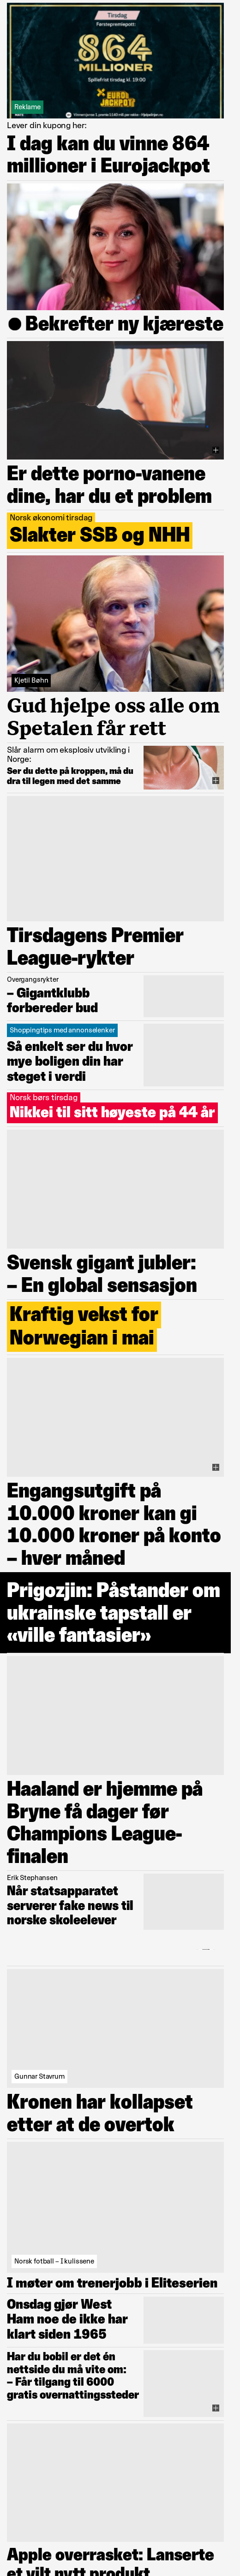 Tirsdag
Førstepremiepott:
864
MILLIONER
Spillefrist tirsdag kl. 19.00
EURO
JACKPOT
Reklame
Lever din kupong her:
I dag kan du vinne 864
millioner i Eurojackpot
● Bekrefter ny kjæreste
Er dette porno-vanene
dine, har du et problem
Norsk økonomi tirsdag
Slakter SSB og NHH
Kjetil Bøhn
Gud hjelpe oss alle om
Spetalen får rett
Slår alarm om eksplosiv utvikling i
Norge:
Ser du dette på kroppen, må du
dra til legen med det samme
Tirsdagens Premier
League-rykter
Overgangsrykter
– Gigantklubb
forbereder bud
Shoppingtips med annonselenker
Så enkelt ser du hvor
mye boligen din har
steget i verdi
Norsk børs tirsdag
Nikkei til sitt høyeste på 44 år
Svensk gigant jubler:
– En global sensasjon
Kraftig vekst for
Norwegian i mai
Engangsutgift på
10.000 kroner kan gi
10.000 kroner på konto
– hver måned
Prigozjin: Påstander om
ukrainske tapstall er
«ville fantasier»
Haaland er hjemme på
Bryne få dager før
Champions League-
finalen
Erik Stephansen
Når statsapparatet
serverer fake news til
norske skoleelever
Gunnar Stavrum
Kronen har kollapset
etter at de overtok
Norsk fotball – I kulissene
I møter om trenerjobb i Eliteserien
Onsdag gjør West
Ham noe de ikke har
klart siden 1965
Har du bobil er det én
nettside du må vite om:
– Får tilgang til 6000
gratis overnattingssteder
Apple overrasket: Lanserte
et vilt nytt produkt